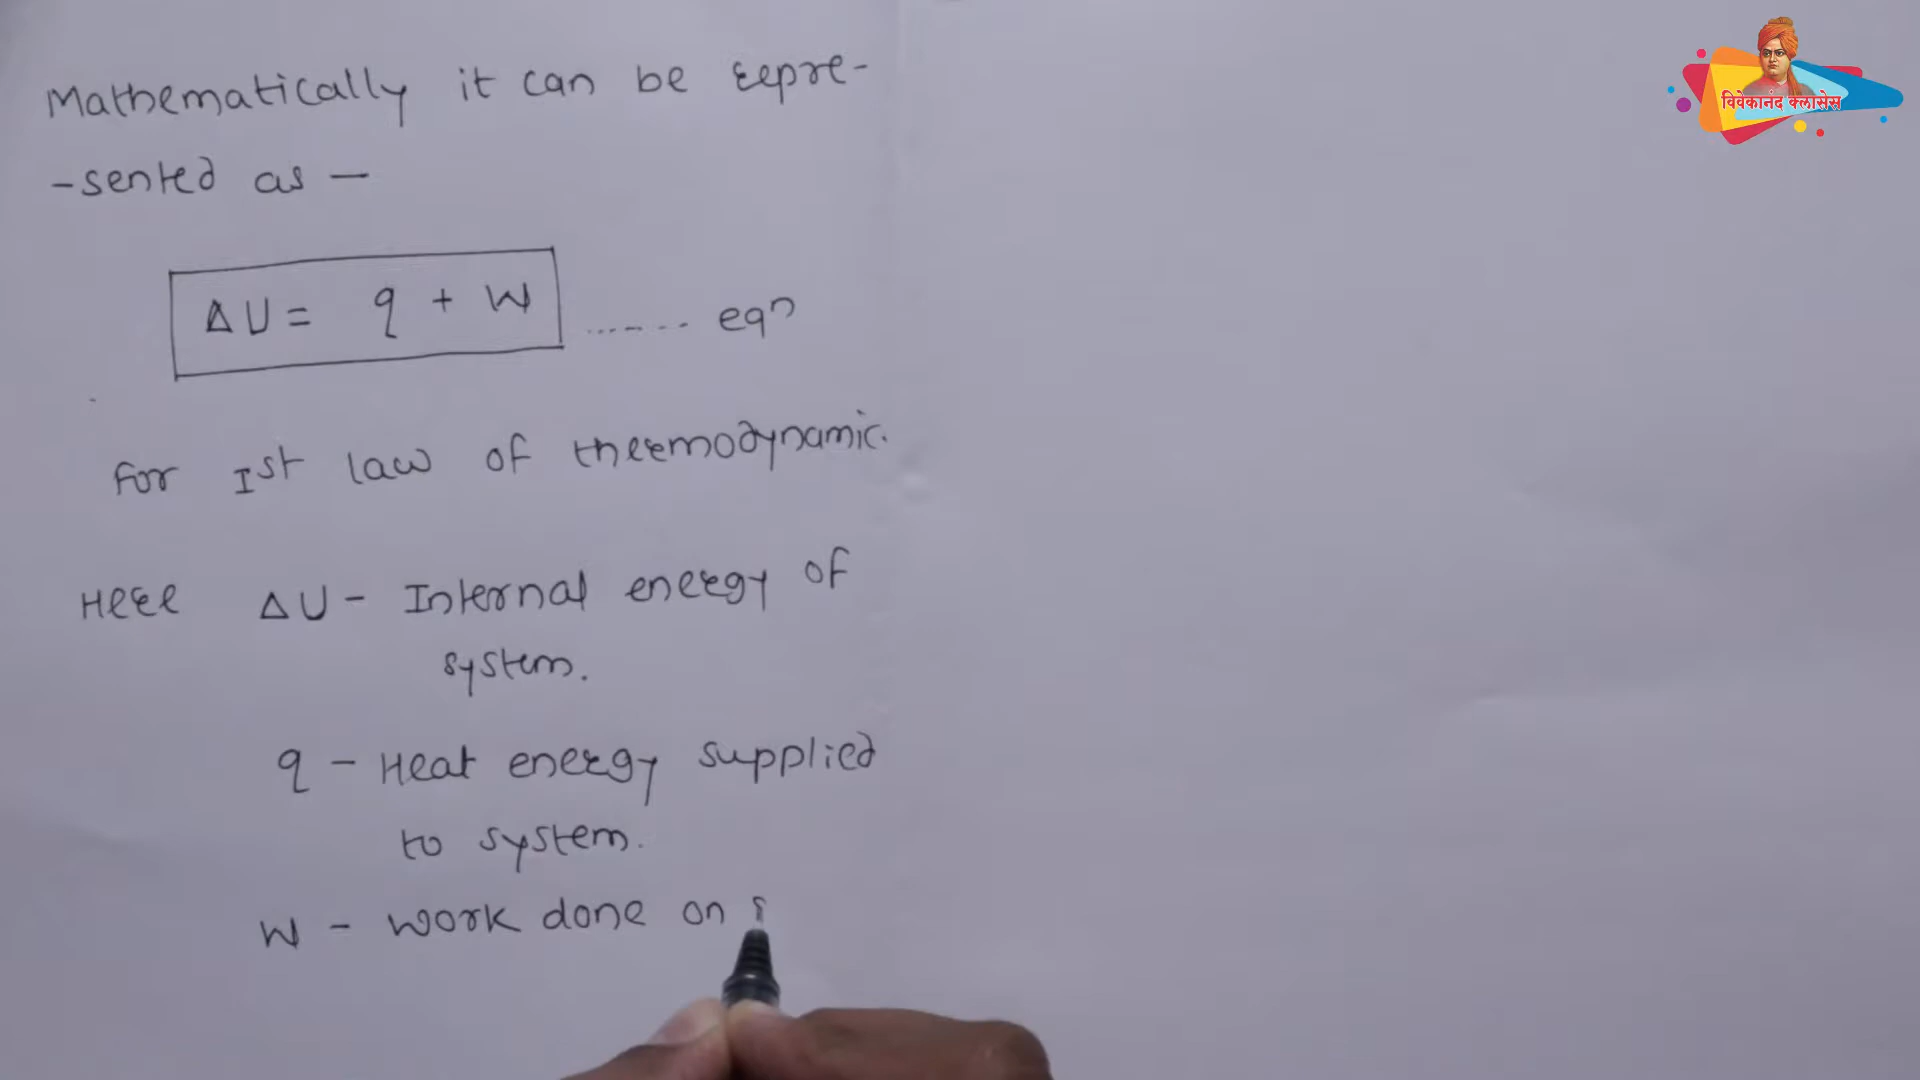 Mathematically it can be repre-
-sented as —
ΔU = q + W ....... eqn
For Ist law of thermodynamic.
Here ΔU - Internal energy of
system.
q - Heat energy supplied
to system.
W - Work done on s
विवेकानंद क्लासेस